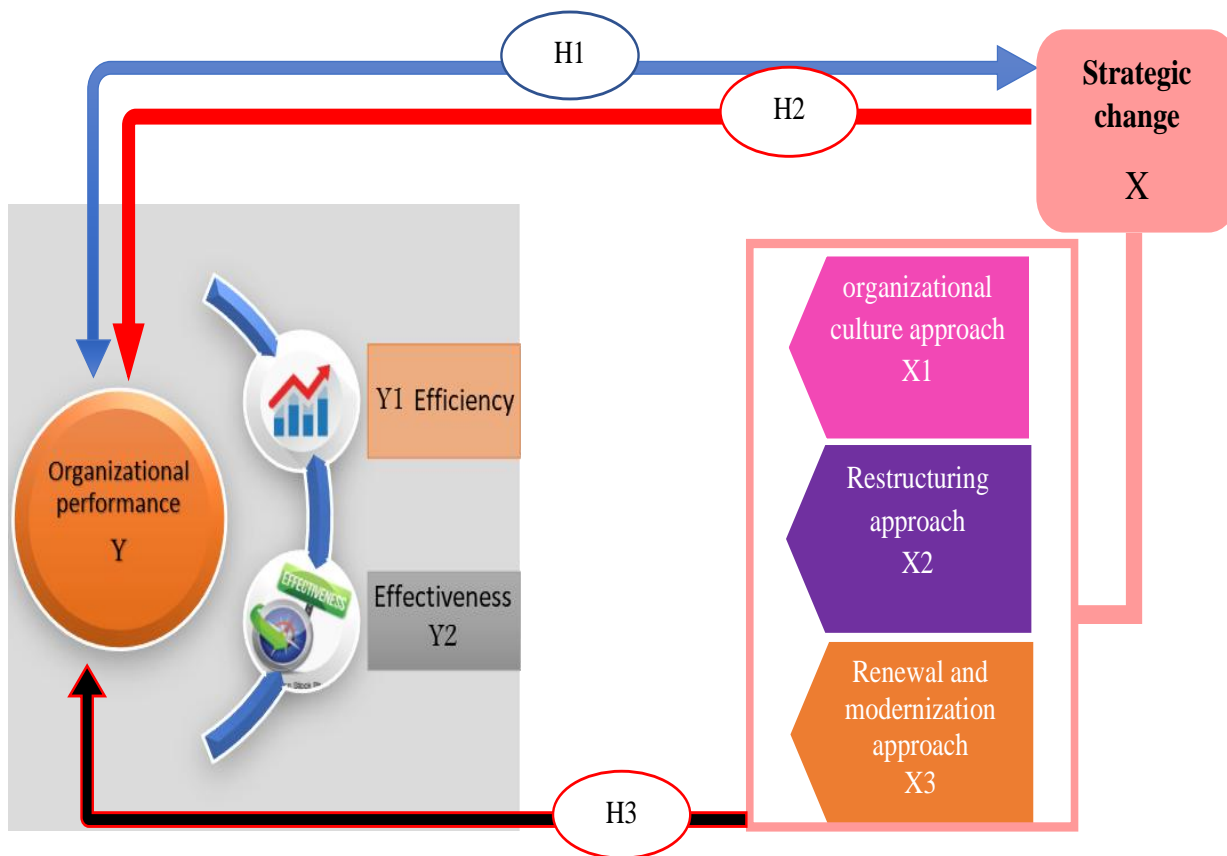 H1
H2
Strategic
change
X
organizational
culture approach
X1
Restructuring
approach
X2
Renewal and
modernization
approach
X3
Y1 Efficiency
EFFECTIVENESS
Effectiveness
Y2
Organizational
performance
Y
H3